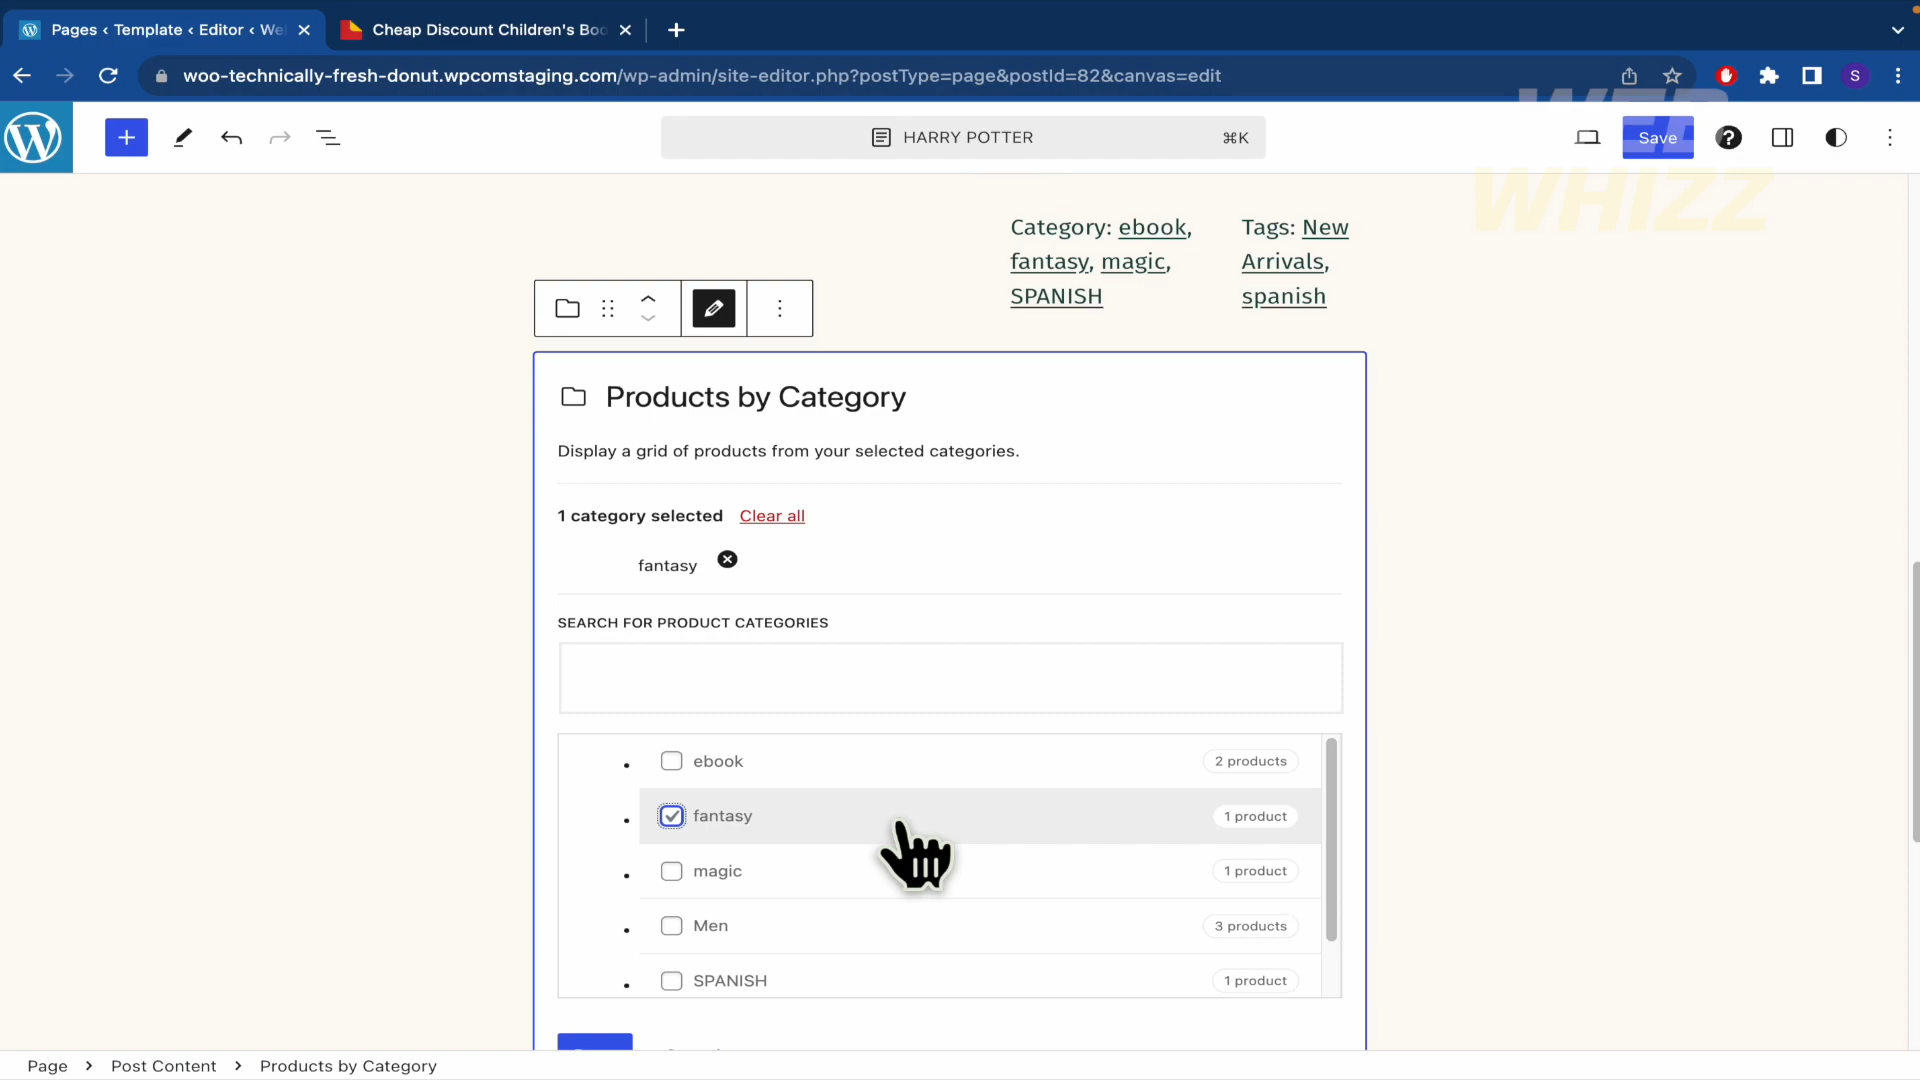 Pages ‹ Template ‹ Editor ‹ We
Cheap Discount Children's Boo
woo-technically-fresh-donut.wpcomstaging.com/wp-admin/site-editor.php?postType=page&postId=82&canvas=edit
S
HARRY POTTER
⌘K
Save
WHIZZ
Category: ebook,
fantasy, magic,
SPANISH
Tags: New
Arrivals,
spanish
Products by Category
Display a grid of products from your selected categories.
1 category selected Clear all
fantasy
SEARCH FOR PRODUCT CATEGORIES
ebook 2 products
fantasy 1 product
magic 1 product
Men 3 products
SPANISH 1 product
Page > Post Content > Products by Category